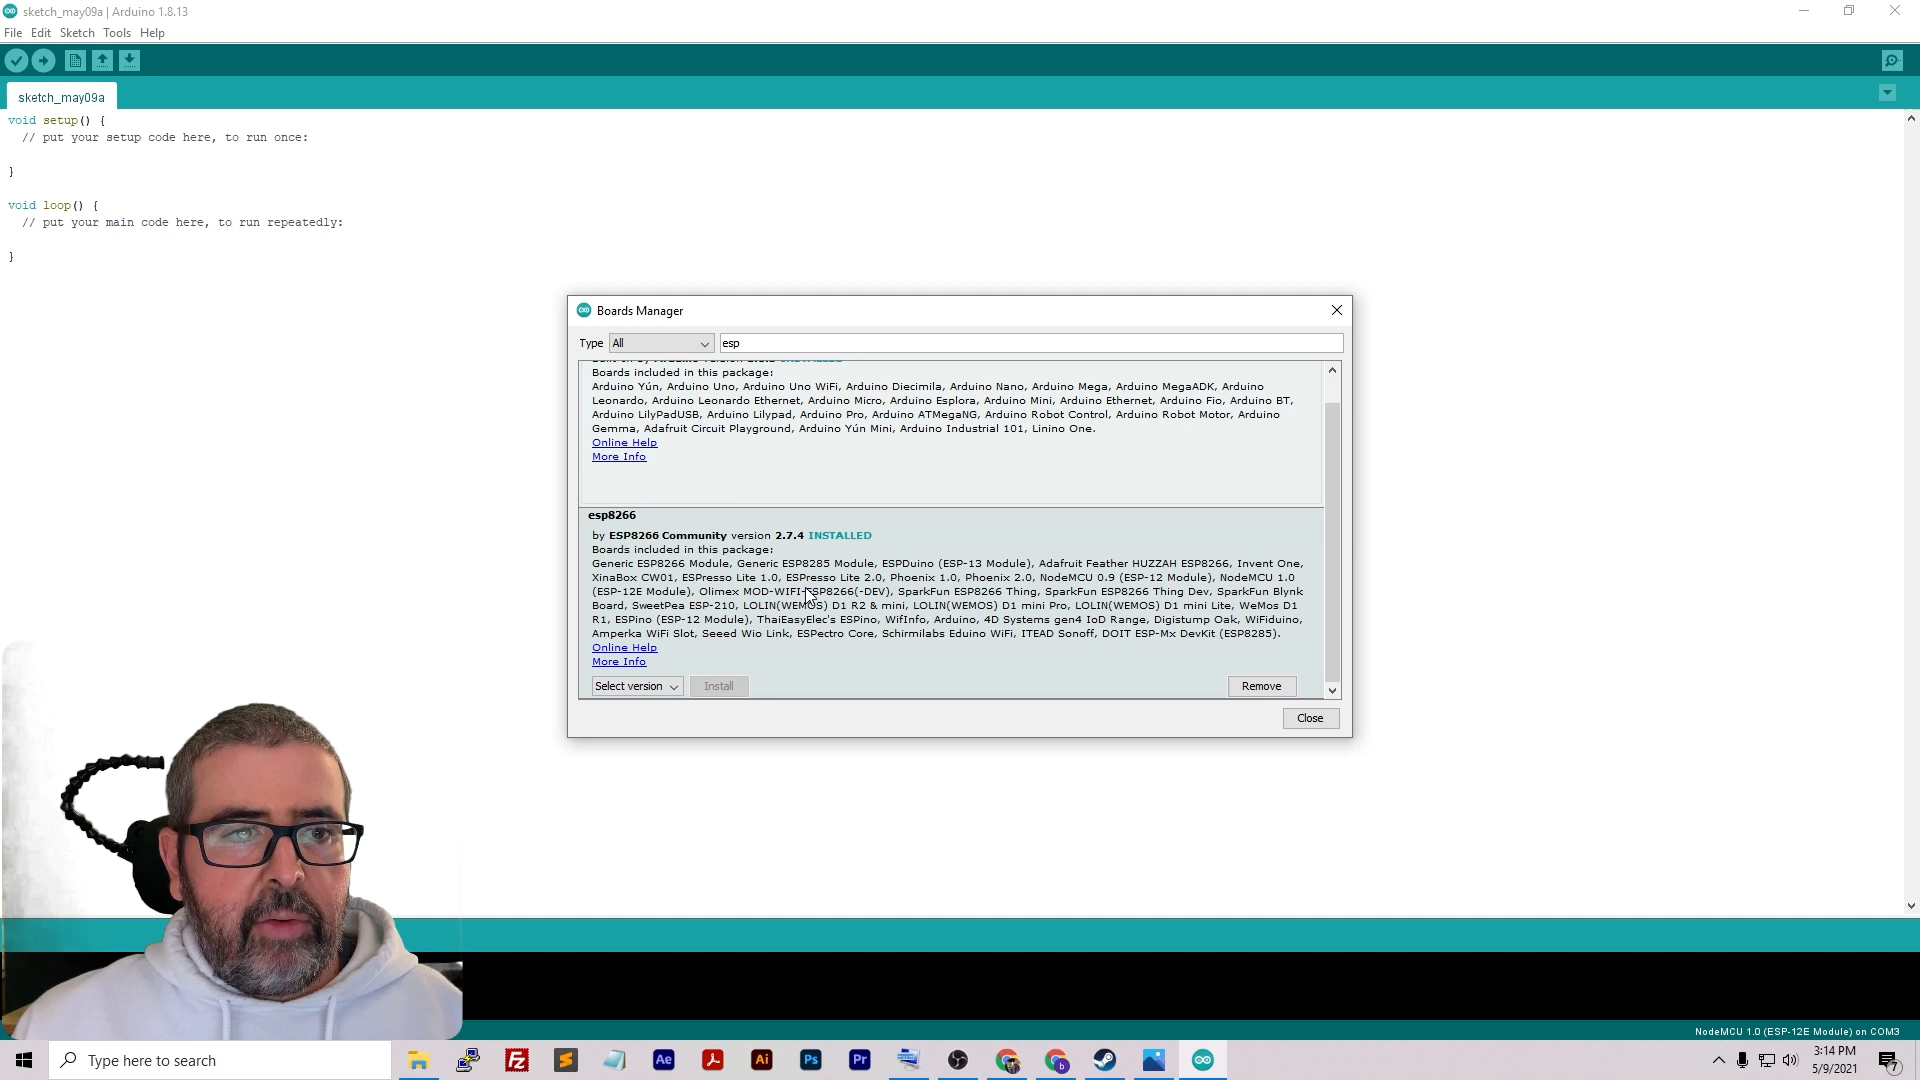 sketch_may09a | Arduino 1.8.13
File Edit Sketch Tools Help
sketch_may09a
void setup() {
// put your setup code here, to run once:
}
void loop() {
// put your main code here, to run repeatedly:
}
Boards Manager
Type All esp
Boards included in this package:
Arduino Yún, Arduino Uno, Arduino Uno WiFi, Arduino Diecimila, Arduino Nano, Arduino Mega, Arduino MegaADK, Arduino
Leonardo, Arduino Leonardo Ethernet, Arduino Micro, Arduino Esplora, Arduino Mini, Arduino Ethernet, Arduino Fio, Arduino BT,
Arduino LilyPadUSB, Arduino Lilypad, Arduino Pro, Arduino ATMegaNG, Arduino Robot Control, Arduino Robot Motor, Arduino
Gemma, Adafruit Circuit Playground, Arduino Yún Mini, Arduino Industrial 101, Linino One.
Online Help
More Info
esp8266
by ESP8266 Community version 2.7.4 INSTALLED
Boards included in this package:
Generic ESP8266 Module, Generic ESP8285 Module, ESPDuino (ESP-13 Module), Adafruit Feather HUZZAH ESP8266, Invent One,
XinaBox CW01, ESPresso Lite 1.0, ESPresso Lite 2.0, Phoenix 1.0, Phoenix 2.0, NodeMCU 0.9 (ESP-12 Module), NodeMCU 1.0
(ESP-12E Module), Olimex MOD-WIFI-ESP8266(-DEV), SparkFun ESP8266 Thing, SparkFun ESP8266 Thing Dev, SparkFun Blynk
Board, SweetPea ESP-210, LOLIN(WEMOS) D1 R2 & mini, LOLIN(WEMOS) D1 mini Pro, LOLIN(WEMOS) D1 mini Lite, WeMos D1
R1, ESPino (ESP-12 Module), ThaiEasyElec's ESPino, WifInfo, Arduino, 4D Systems gen4 IoD Range, Digistump Oak, WiFiduino,
Amperka WiFi Slot, Seeed Wio Link, ESPectro Core, Schirmilabs Eduino WiFi, ITEAD Sonoff, DOIT ESP-Mx DevKit (ESP8285).
Online Help
More Info
Select version Install Remove
Close
NodeMCU 1.0 (ESP-12E Module) on COM3
Type here to search
Fz
Ae
Ai
Ps
Pr
b
3:14 PM
5/9/2021
7